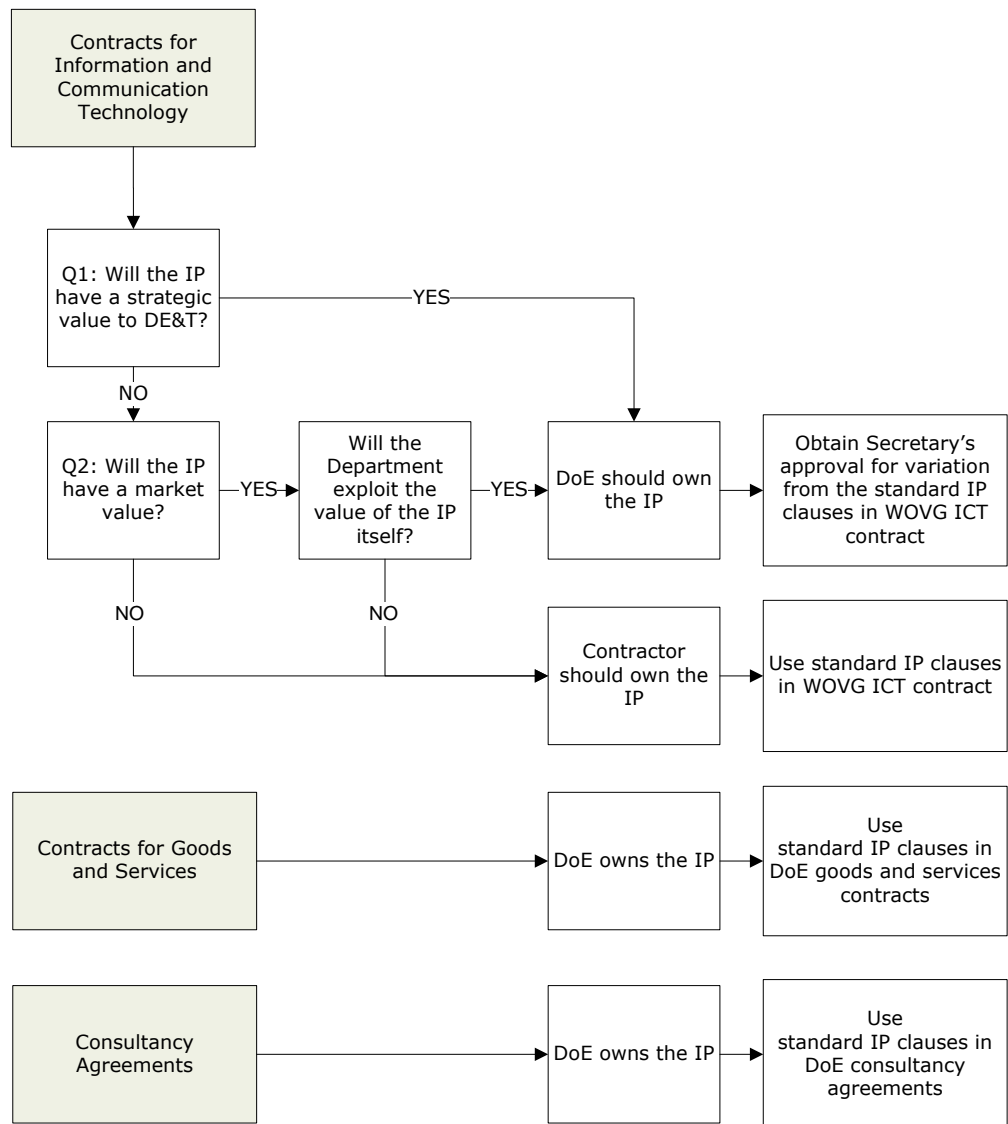 Contracts for
Information and
Communication
Technology
Q1: Will the IP
have a strategic
value to DE&T?
YES
NO
Q2: Will the IP
have a market
value?
YES
Will the
Department
exploit the
value of the IP
itself?
YES
DoE should own
the IP
Obtain Secretary’s
approval for variation
from the standard IP
clauses in WOVG ICT
contract
NO
NO
Contractor
should own the
IP
Use standard IP clauses
in WOVG ICT contract
Contracts for Goods
and Services
DoE owns the IP
Use
standard IP clauses in
DoE goods and services
contracts
Consultancy
Agreements
DoE owns the IP
Use
standard IP clauses in
DoE consultancy
agreements